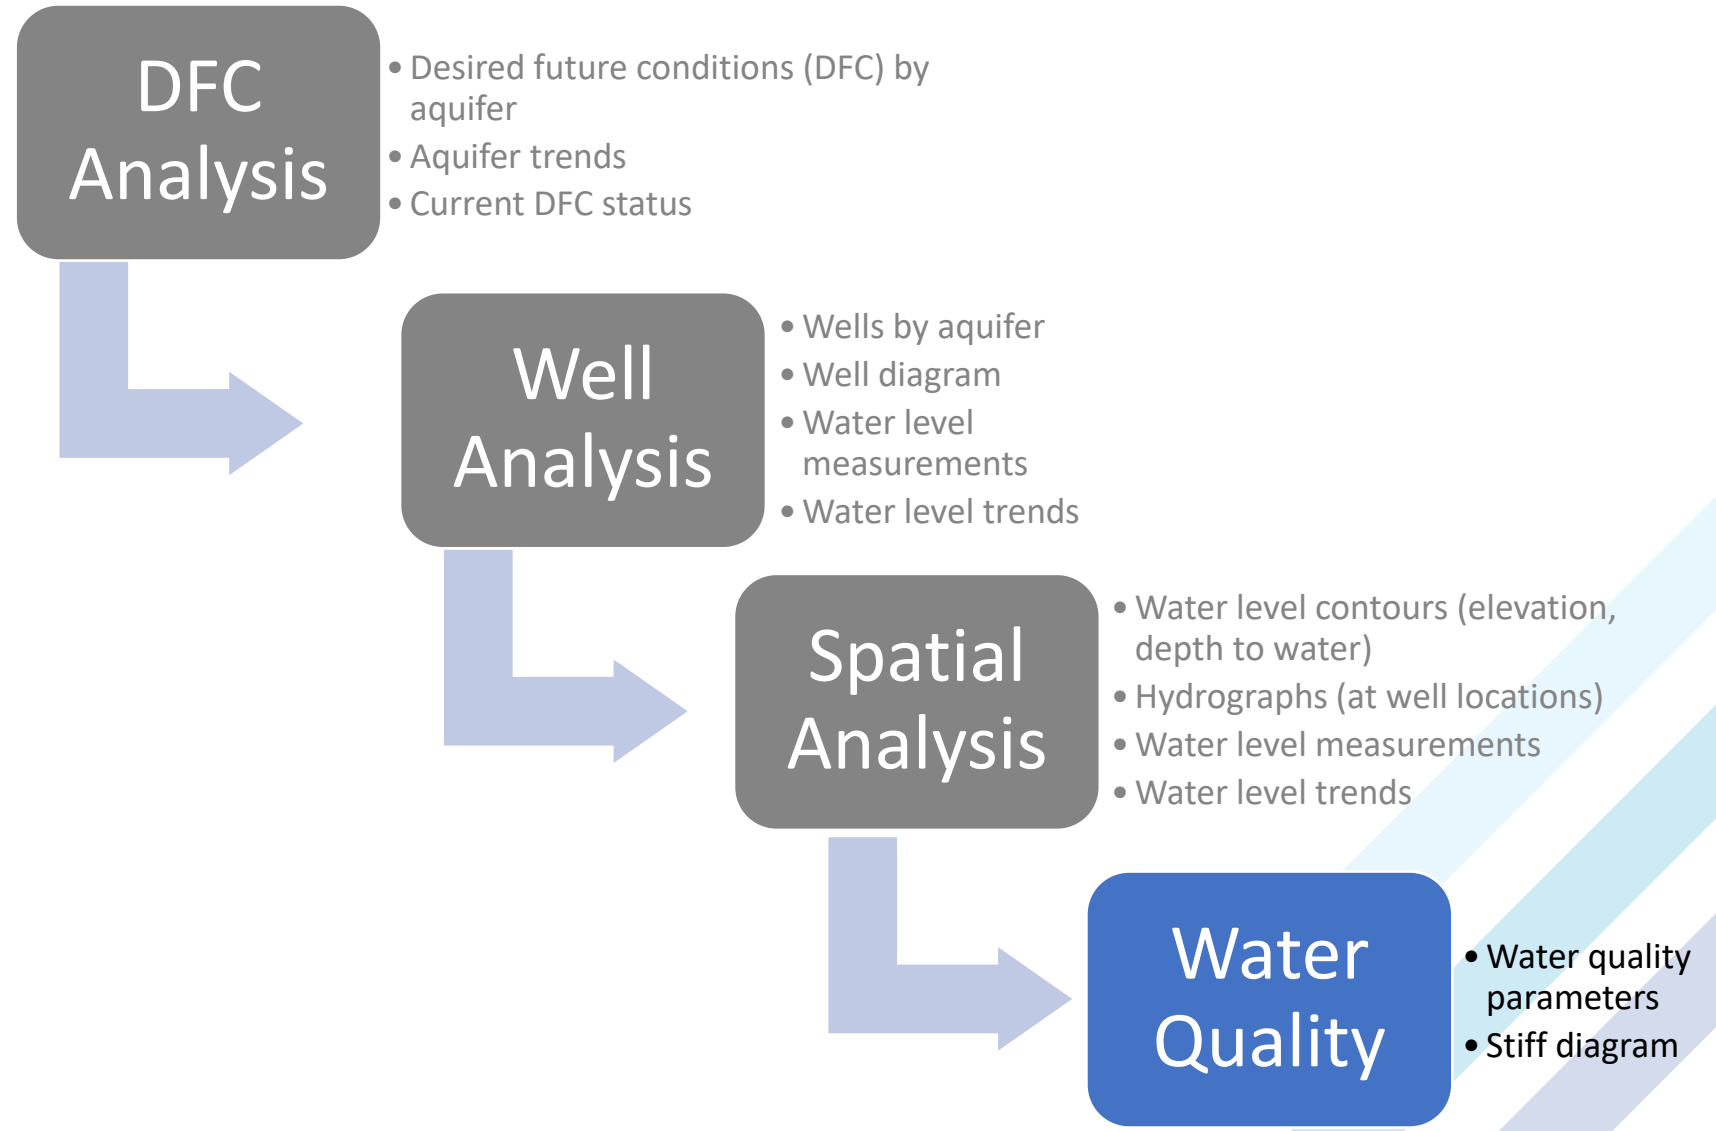 DFC
Analysis
• Desired future conditions (DFC) by
aquifer
• Aquifer trends
• Current DFC status
Well
Analysis
• Wells by aquifer
• Well diagram
• Water level
measurements
• Water level trends
Spatial
Analysis
• Water level contours (elevation,
depth to water)
• Hydrographs (at well locations)
• Water level measurements
• Water level trends
Water
Quality
• Water quality
parameters
• Stiff diagram